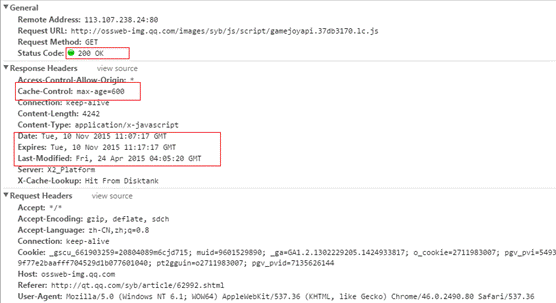 General
Remote Address: 113.107.238.24:80
Request URL: http://ossweb-img.qq.com/images/syb/js/script/gamejoyapi.37db3170.lc.js
Request Method: GET
Status Code: 200 OK
Response Headers view source
Access-Control-Allow-Origin: *
Cache-Control: max-age=600
Connection: keep-alive
Content-Length: 4242
Content-Type: application/x-javascript
Date: Tue, 10 Nov 2015 11:07:17 GMT
Expires: Tue, 10 Nov 2015 11:17:17 GMT
Last-Modified: Fri, 24 Apr 2015 04:05:20 GMT
Server: X2_Platform
X-Cache-Lookup: Hit From Disktank
Request Headers view source
Accept: */*
Accept-Encoding: gzip, deflate, sdch
Accept-Language: zh-CN,zh;q=0.8
Connection: keep-alive
Cookie: _gscu_661903259=20804089m6cjd715; muid=9601529890; _ga=GA1.2.1302229205.1424933817; o_cookie=2711983007; pgv_pvi=5493
9f77e2baafff704529d1b077601040; pt2gguin=o2711983007; pgv_pvid=7135626144
Host: ossweb-img.qq.com
Referer: http://qt.qq.com/syb/article/62992.shtml
User-Agent: Mozilla/5.0 (Windows NT 6.1; WOW64) AppleWebKit/537.36 (KHTML, like Gecko) Chrome/46.0.2490.80 Safari/537.36